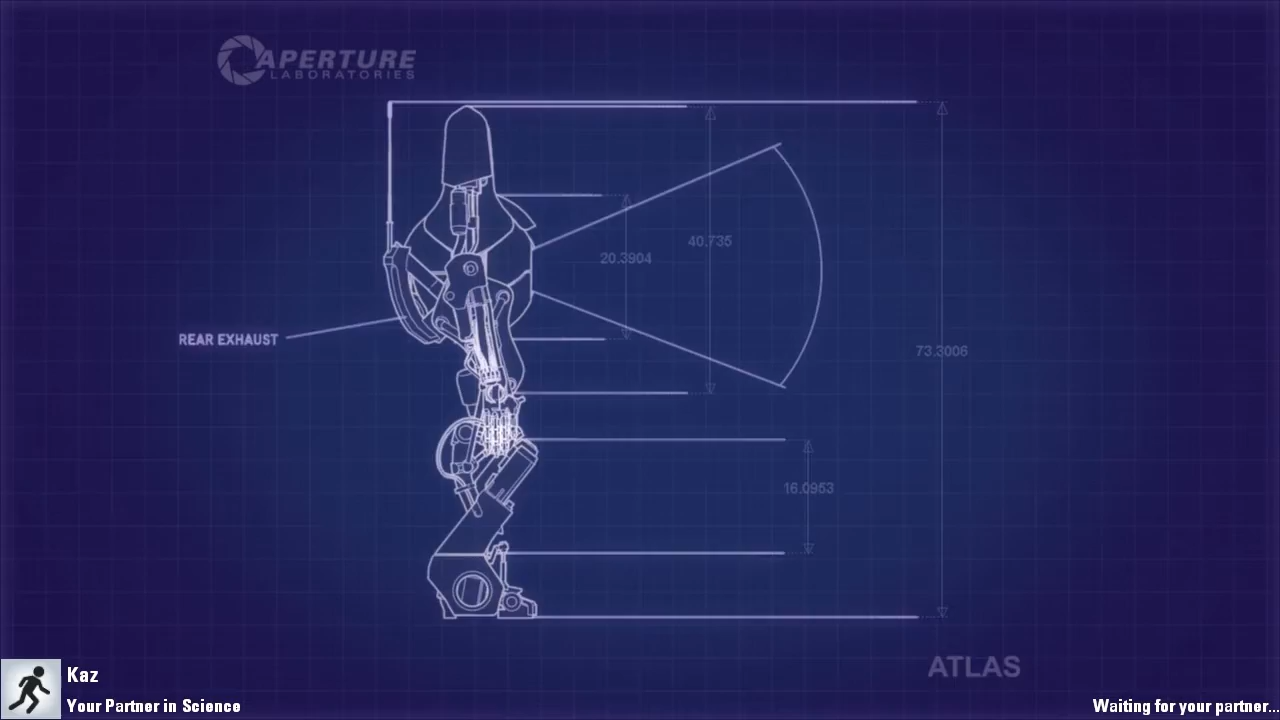 APERTURE
LABORATORIES
40.735
20.3904
REAR EXHAUST
73.3006
16.0953
ATLAS
Kaz
Your Partner in Science
Waiting for your partner...